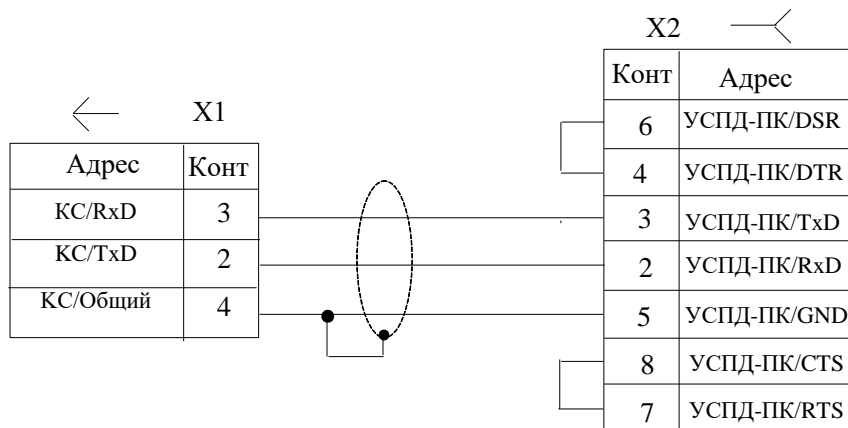 X1
Адрес Конт
КС/RxD 3
КС/TxD 2
КС/Общий 4
X2
Конт Адрес
6 УСПД-ПК/DSR
4 УСПД-ПК/DTR
3 УСПД-ПК/TxD
2 УСПД-ПК/RxD
5 УСПД-ПК/GND
8 УСПД-ПК/CTS
7 УСПД-ПК/RTS